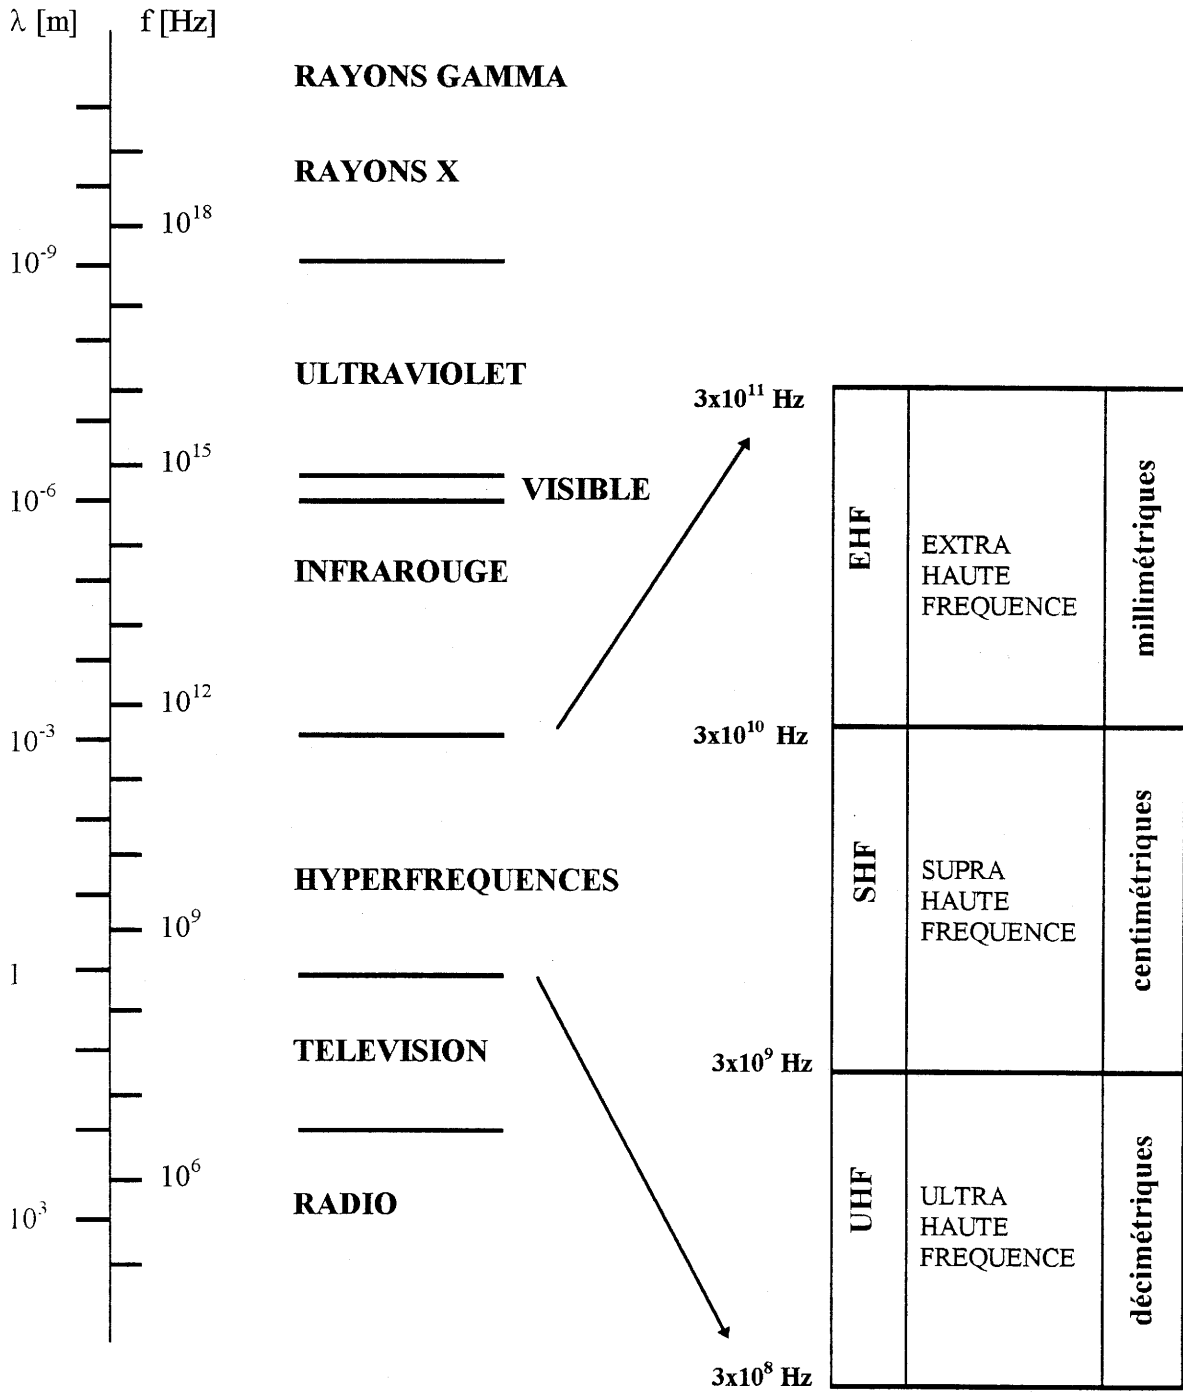 λ [m]
f [Hz]
RAYONS GAMMA
RAYONS X
10^18
10^-9
ULTRAVIOLET
10^15
10^-6
VISIBLE
INFRAROUGE
10^12
10^-3
HYPERFREQUENCES
10^9
1
TELEVISION
10^6
RADIO
10^3
3x10^11 Hz
EHF
EXTRA
HAUTE
FREQUENCE
millimétriques
3x10^10 Hz
SHF
SUPRA
HAUTE
FREQUENCE
centimétriques
3x10^9 Hz
UHF
ULTRA
HAUTE
FREQUENCE
décimétriques
3x10^8 Hz